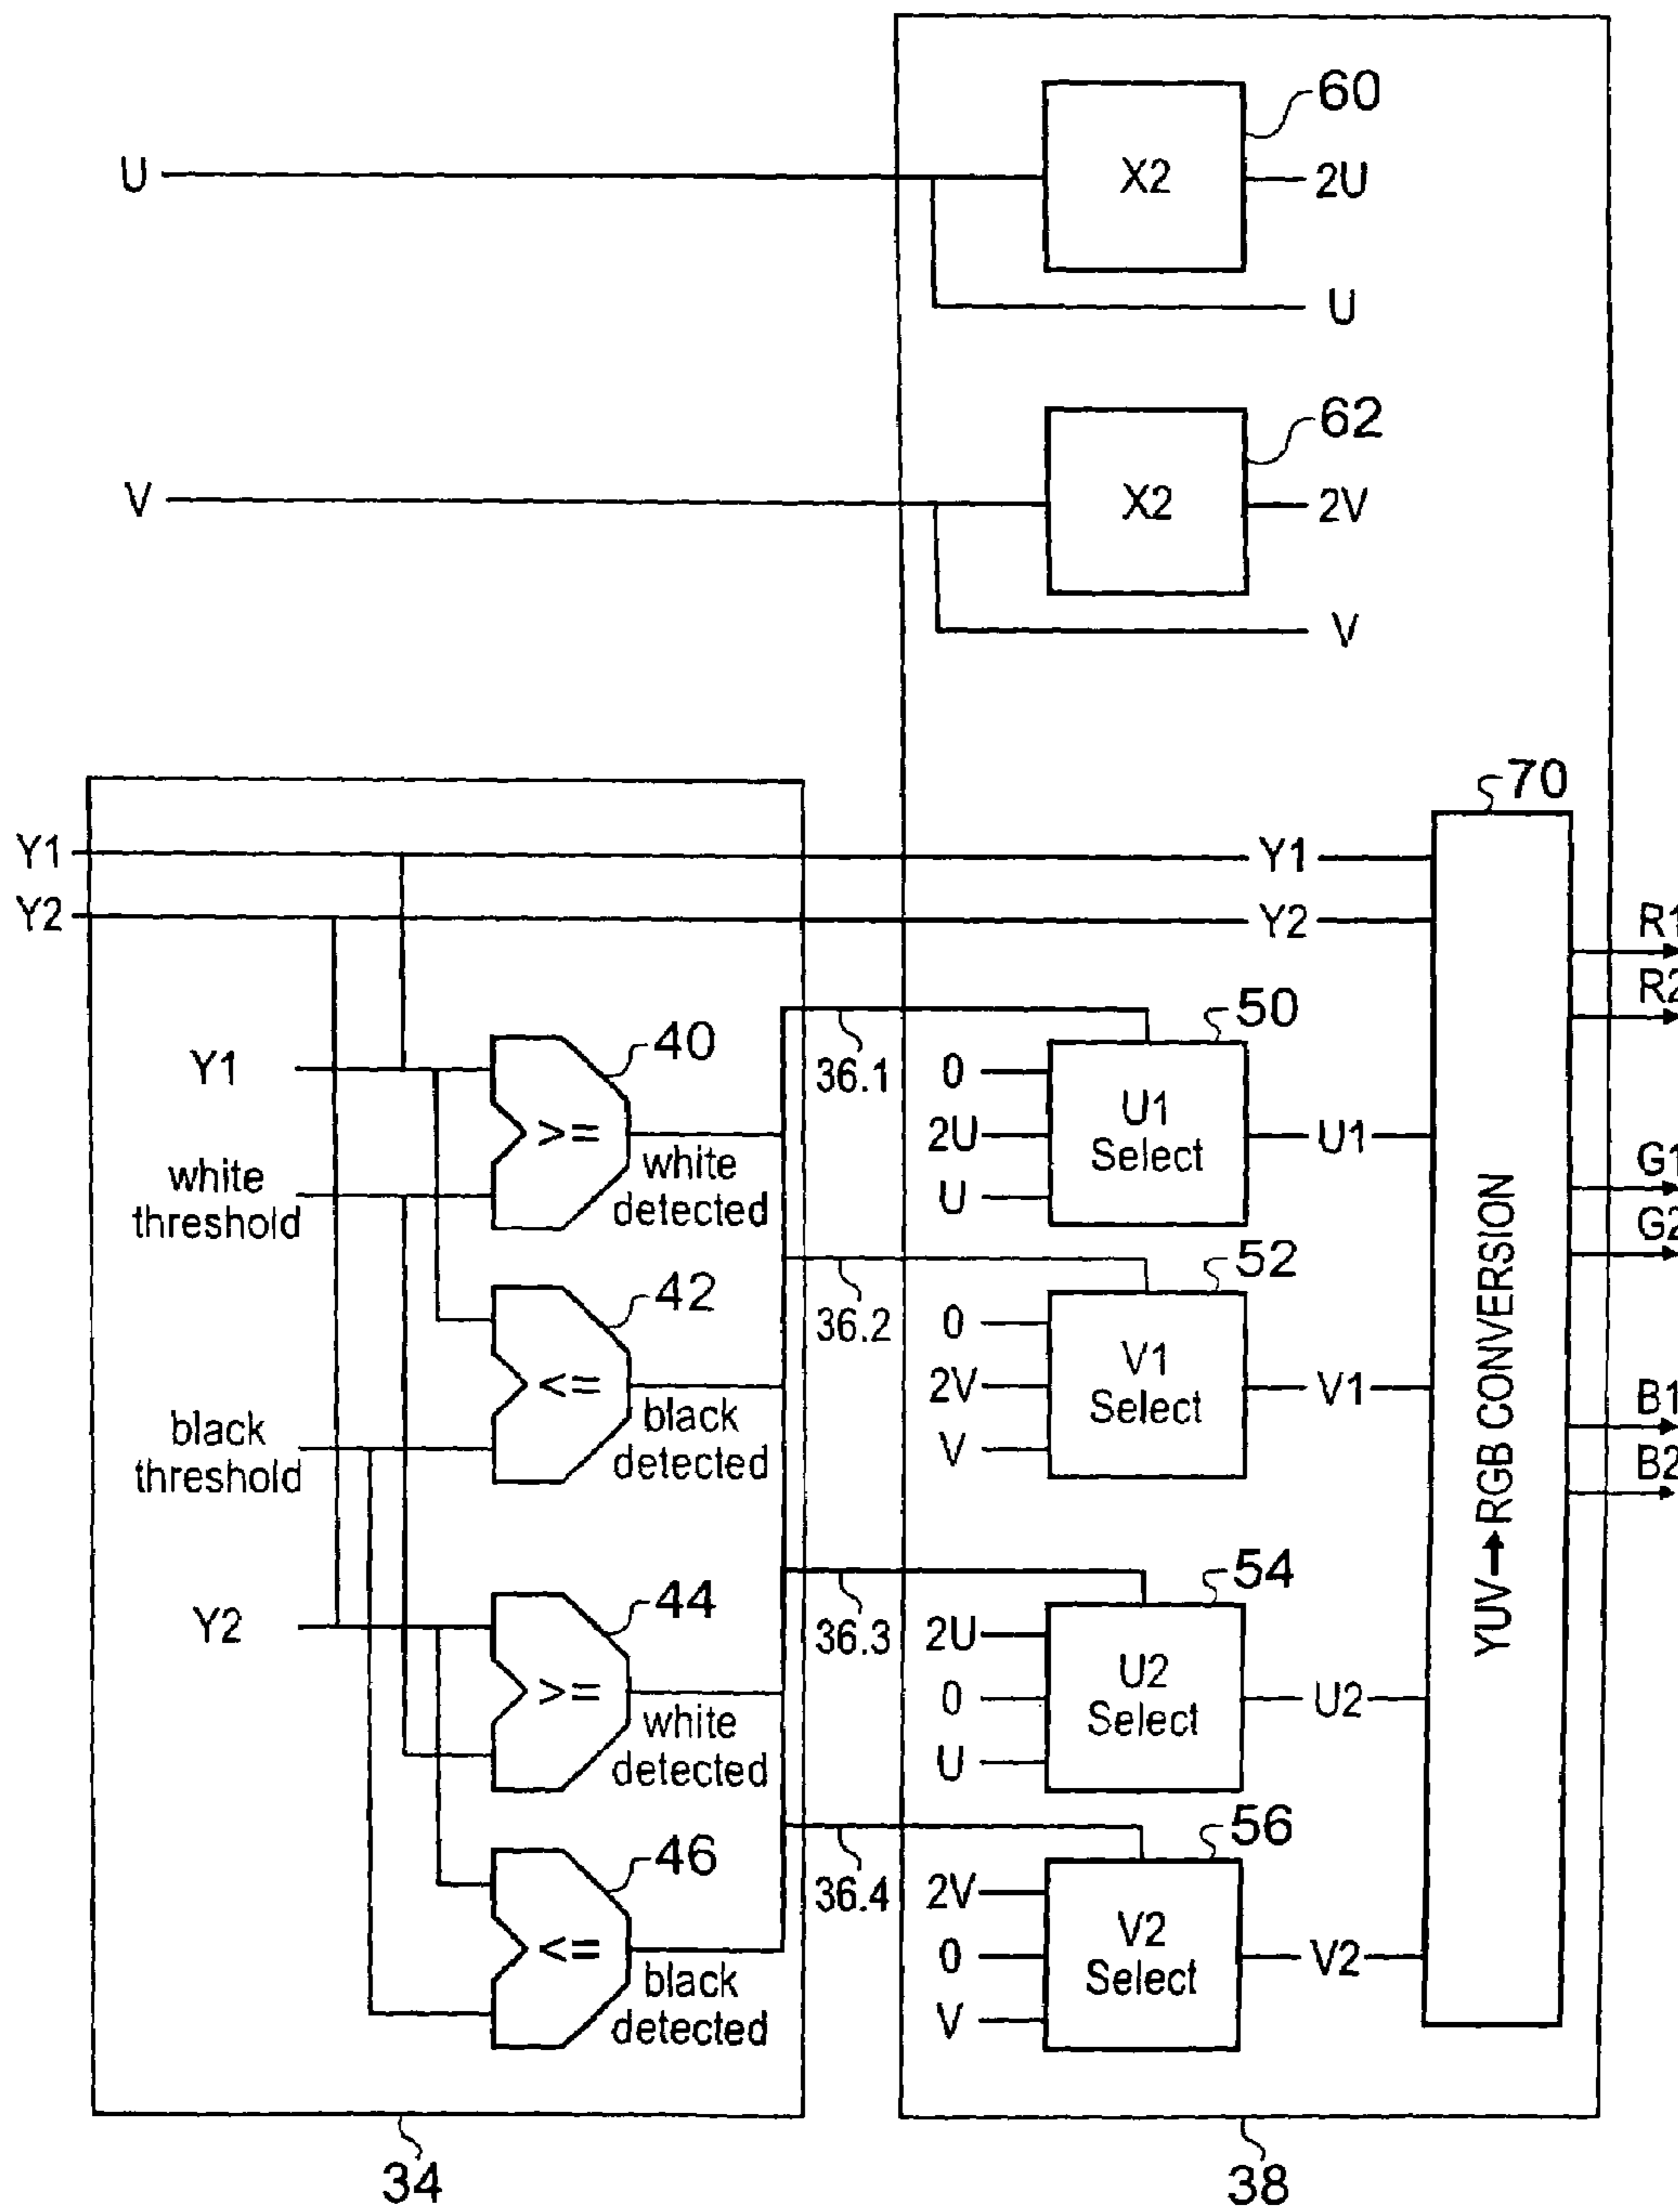 60
U
X2
2U
U
62
V
X2
2V
V
70
Y1
Y1
Y2
Y2
R1
R2
40
50
Y1
36.1
0
>=
U1
Select
2U
U1
white
detected
white
threshold
U
G1
G2
42
52
36.2
0
<=
V1
Select
2V
V1
black
detected
black
threshold
V
B1
B2
YUV→RGB CONVERSION
44
54
Y2
36.3
2U
>=
U2
Select
0
U2
white
detected
U
46
56
36.4
2V
<=
V2
Select
0
V2
black
detected
V
34
38